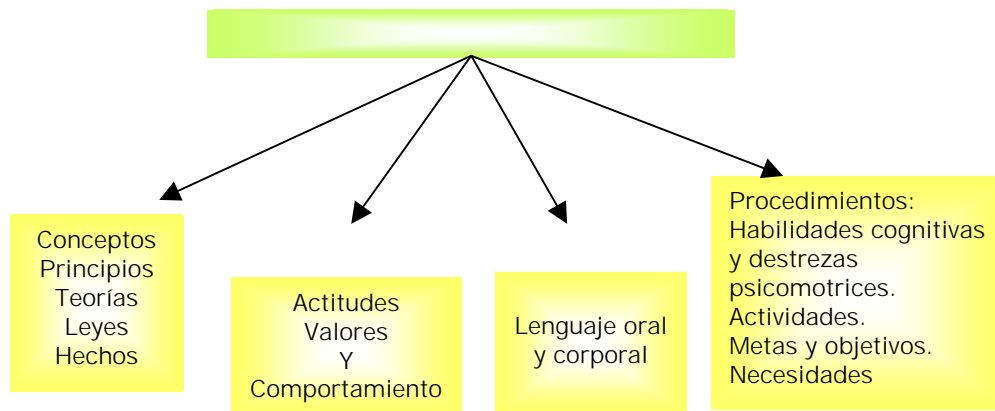 Conceptos
Principios
Teorías
Leyes
Hechos
Actitudes
Valores
Y
Comportamiento
Lenguaje oral
y corporal
Procedimientos:
Habilidades cognitivas
y destrezas
psicomotrices.
Actividades.
Metas y objetivos.
Necesidades